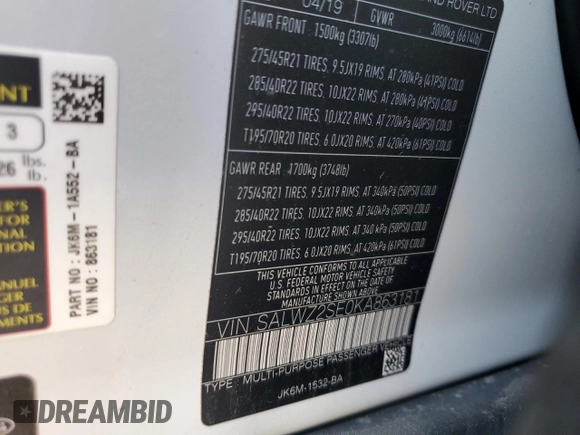 04/19
GVWR
LAND ROVER LTD
3000kg (6614lb)
GAWR FRONT 1500kg (3307lb)
275/45R21 TIRES, 9.5JX19 RIMS, AT 280kPa (41PSI) COLD
285/40R22 TIRES, 10JX22 RIMS, AT 280kPa (41PSI) COLD
295/40R22 TIRES, 10JX22 RIMS, AT 270kPa (40PSI) COLD
T195/70R20 TIRES, 6.0JX20 RIMS, AT 420kPa (61PSI) COLD
GAWR REAR 1700kg (3748lb)
275/45R21 TIRES, 9.5JX19 RIMS, AT 340kPa (50PSI) COLD
285/40R22 TIRES, 10JX22 RIMS, AT 340kPa (50PSI) COLD
295/40R22 TIRES, 10JX22 RIMS, AT 340kPa (50PSI) COLD
T195/70R20 TIRES, 6.0JX20 RIMS, AT 420kPa (61PSI) COLD
THIS VEHICLE CONFORMS TO ALL APPLICABLE
U.S. FEDERAL MOTOR VEHICLE SAFETY
STANDARDS IN EFFECT ON THE DATE OF
MANUFACTURE SHOWN ABOVE
VIN SALWZ2SE0KA863181
TYPE: MULTI-PURPOSE PASSENGER VEHICLE
JK6M-1532-BA
PART NO : JK6M - 1A552 - BA
VIN NO : 863181
3
26 lbs.
lb.
DREAMBID